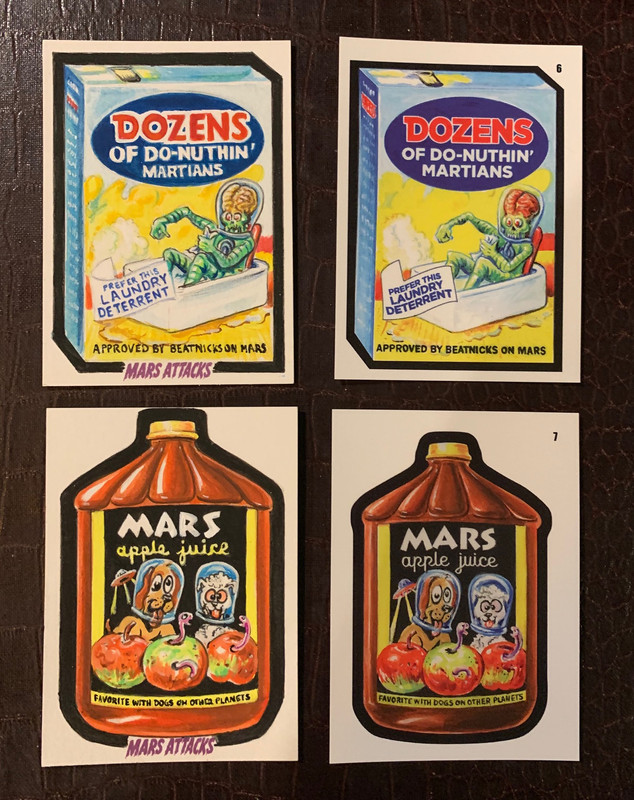 DOZENS
OF DO-NUTHIN'
MARTIANS
PREFER THIS
LAUNDRY
DETERRENT
APPROVED BY BEATNICKS ON MARS
MARS ATTACKS
6
DOZENS
OF DO-NUTHIN'
MARTIANS
PREFER THIS
LAUNDRY
DETERRENT
APPROVED BY BEATNICKS ON MARS
MARS
apple juice
FAVORITE WITH DOGS ON OTHER PLANETS
MARS ATTACKS
7
MARS
apple juice
FAVORITE WITH DOGS ON OTHER PLANETS